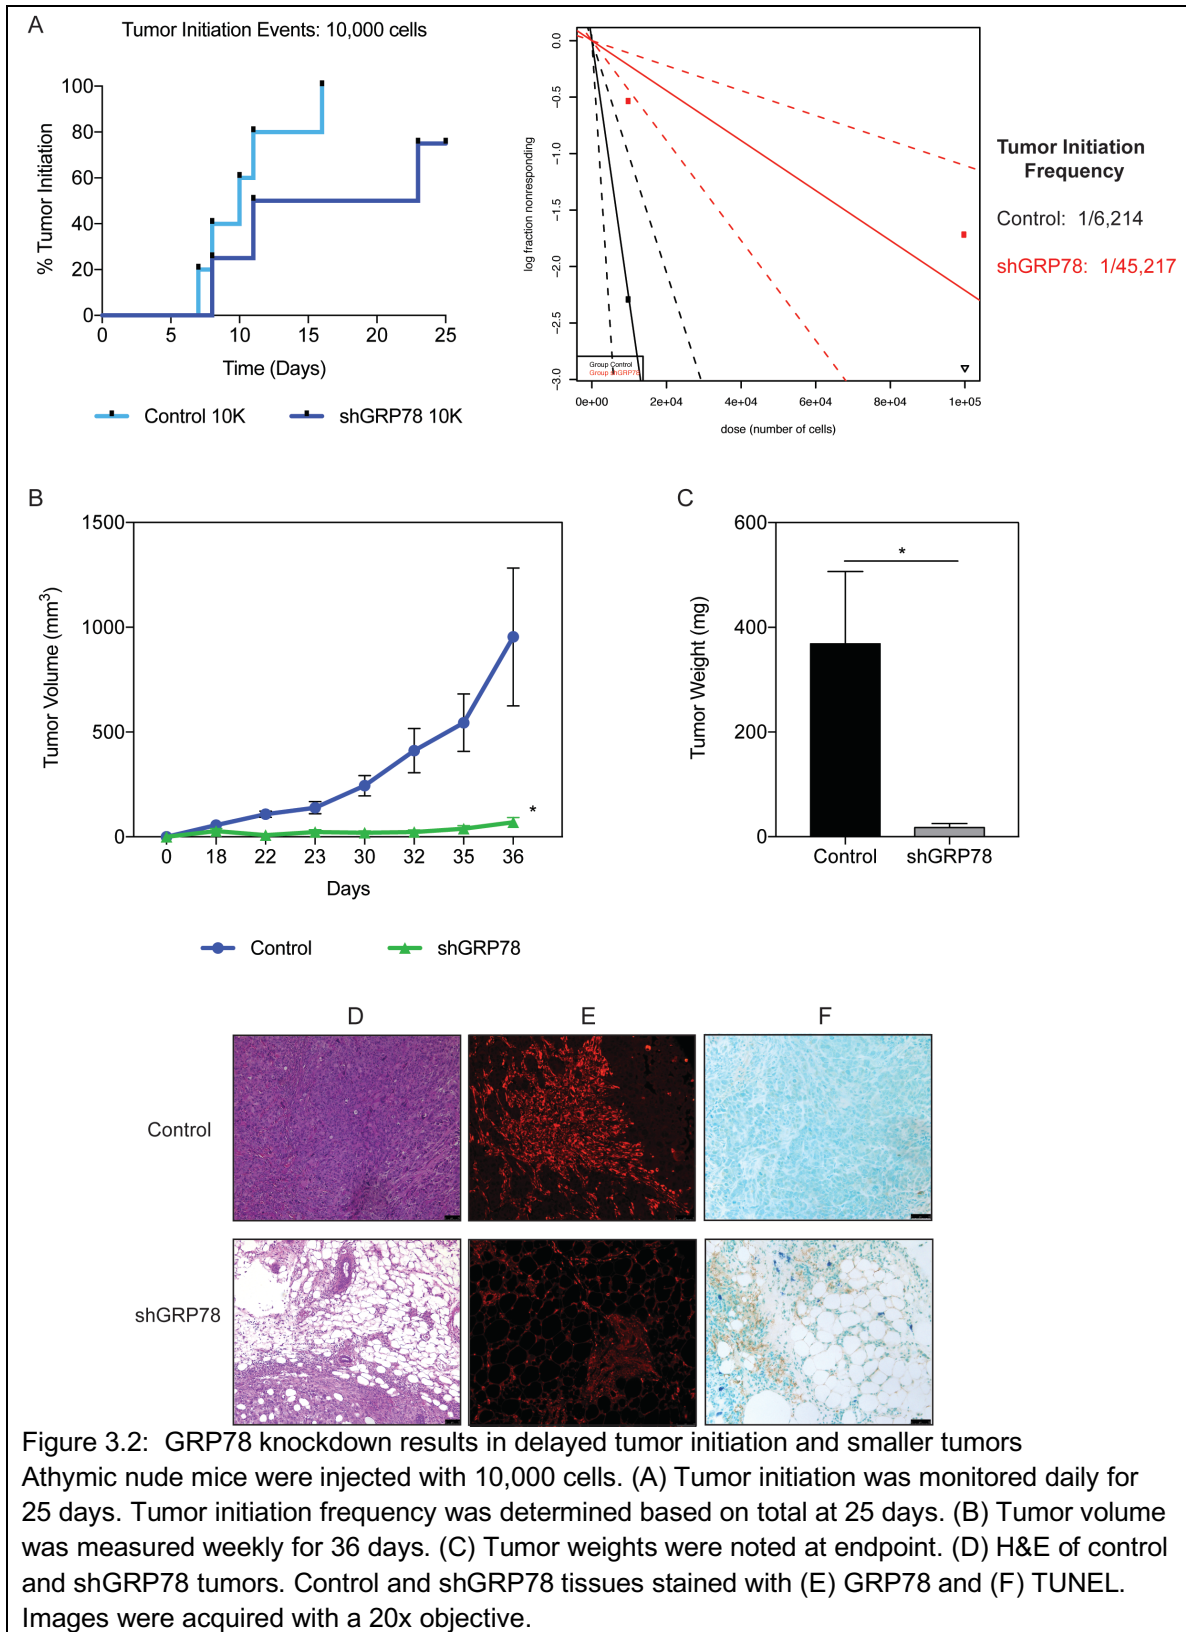 A
Tumor Initiation Events: 10,000 cells
% Tumor Initiation
100
80
60
40
20
0
0 5 10 15 20 25
Time (Days)
Control 10K shGRP78 10K
log fraction nonresponding
0.0
−0.5
−1.0
−1.5
−2.0
−2.5
−3.0
Group Control
Group shGRP78
0e+00 2e+04 4e+04 6e+04 8e+04 1e+05
dose (number of cells)
Tumor Initiation
Frequency
Control: 1/6,214
shGRP78: 1/45,217
B
Tumor Volume (mm³)
1500
1000
500
0
*
0 18 22 23 30 32 35 36
Days
Control shGRP78
C
Tumor Weight (mg)
600
400
200
0
*
Control shGRP78
D E F
Control
shGRP78
Figure 3.2: GRP78 knockdown results in delayed tumor initiation and smaller tumors
Athymic nude mice were injected with 10,000 cells. (A) Tumor initiation was monitored daily for
25 days. Tumor initiation frequency was determined based on total at 25 days. (B) Tumor volume
was measured weekly for 36 days. (C) Tumor weights were noted at endpoint. (D) H&E of control
and shGRP78 tumors. Control and shGRP78 tissues stained with (E) GRP78 and (F) TUNEL.
Images were acquired with a 20x objective.